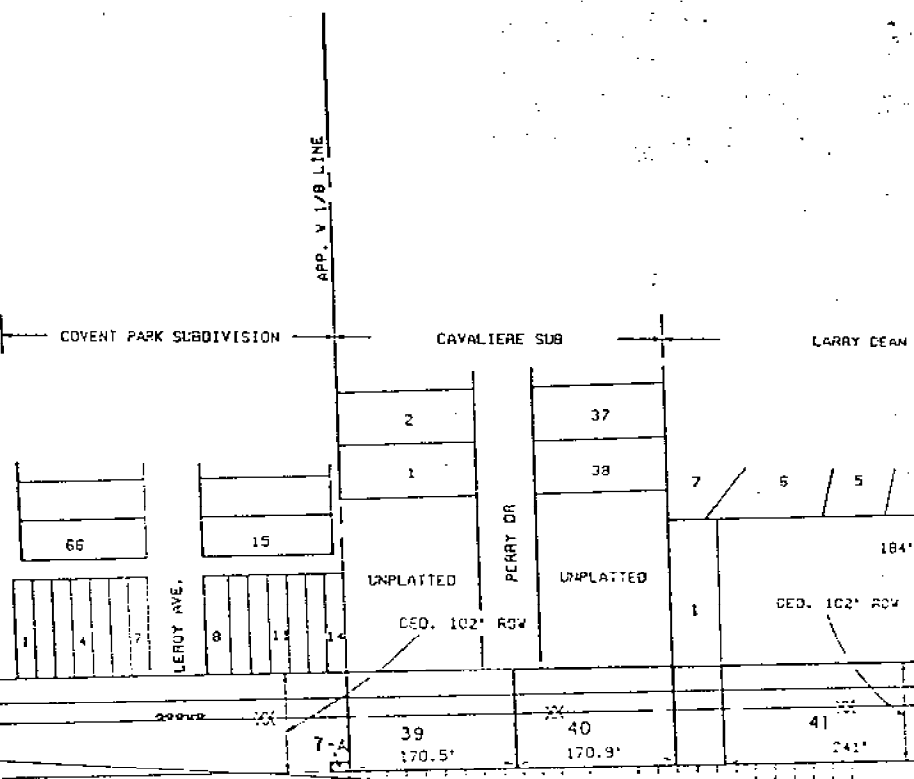 APP. W 1/8 LINE
COVENT PARK SUBDIVISION
CAVALIERE SUB
LARRY DEAN
2
37
1
38
7
6
5
66
15
184'
UNPLATTED
PERRY DR
UNPLATTED
DED. 102' ROW
1
DED. 102' ROW
4
7
LEROY AVE.
8
14
39
40
41
7-A
170.5'
170.9'
241'